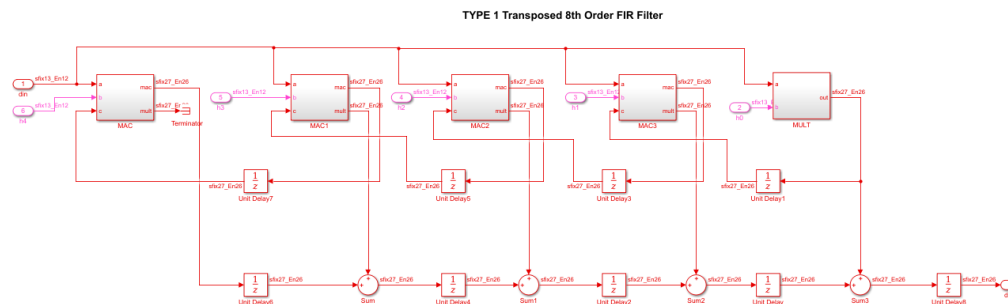 TYPE 1 Transposed 8th Order FIR Filter
1
din
sfix13_En12
6
h4
sfix13_En12
a
b
c
mac
mult
MAC
sfix27_En26
sfix27_Er
Terminator
5
h3
sfix13_En12
a
b
c
mac
mult
MAC1
sfix27_En26
sfix27_En26
4
h2
sfix13_En12
a
b
c
mac
mult
MAC2
sfix27_En26
sfix27_En26
3
h1
sfix13_En12
a
b
c
mac
mult
MAC3
sfix27_En26
sfix27_En26
2
h0
sfix13_
a
b
out
MULT
sfix27_En26
sfix27_En26
1
z
Unit Delay7
sfix27_En26
1
z
Unit Delay5
sfix27_En26
1
z
Unit Delay3
sfix27_En26
1
z
Unit Delay1
1
z
Unit Delay6
sfix27_En26
+
+
Sum
sfix27_En26
1
z
Unit Delay4
sfix27_En26
+
+
Sum1
sfix27_En26
1
z
Unit Delay2
sfix27_En26
+
+
Sum2
sfix27_En26
1
z
Unit Delay
sfix27_En26
+
+
Sum3
sfix27_En26
1
z
Unit Delay8
sfix27_En26